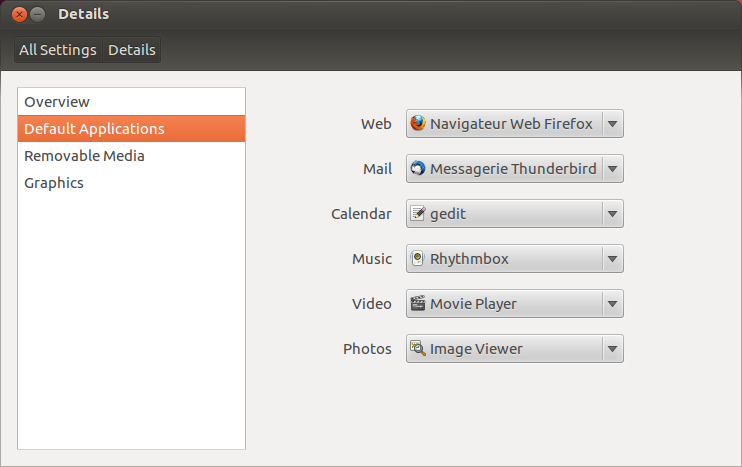 Details
All Settings Details
Overview
Default Applications
Removable Media
Graphics
Web Navigateur Web Firefox
Mail Messagerie Thunderbird
Calendar gedit
Music Rhythmbox
Video Movie Player
Photos Image Viewer